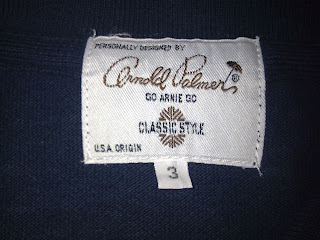 PERSONALLY DESIGNED BY
Arnold Palmer
®
GO ARNIE GO
CLASSIC STYLE
U.S.A. ORIGIN
3